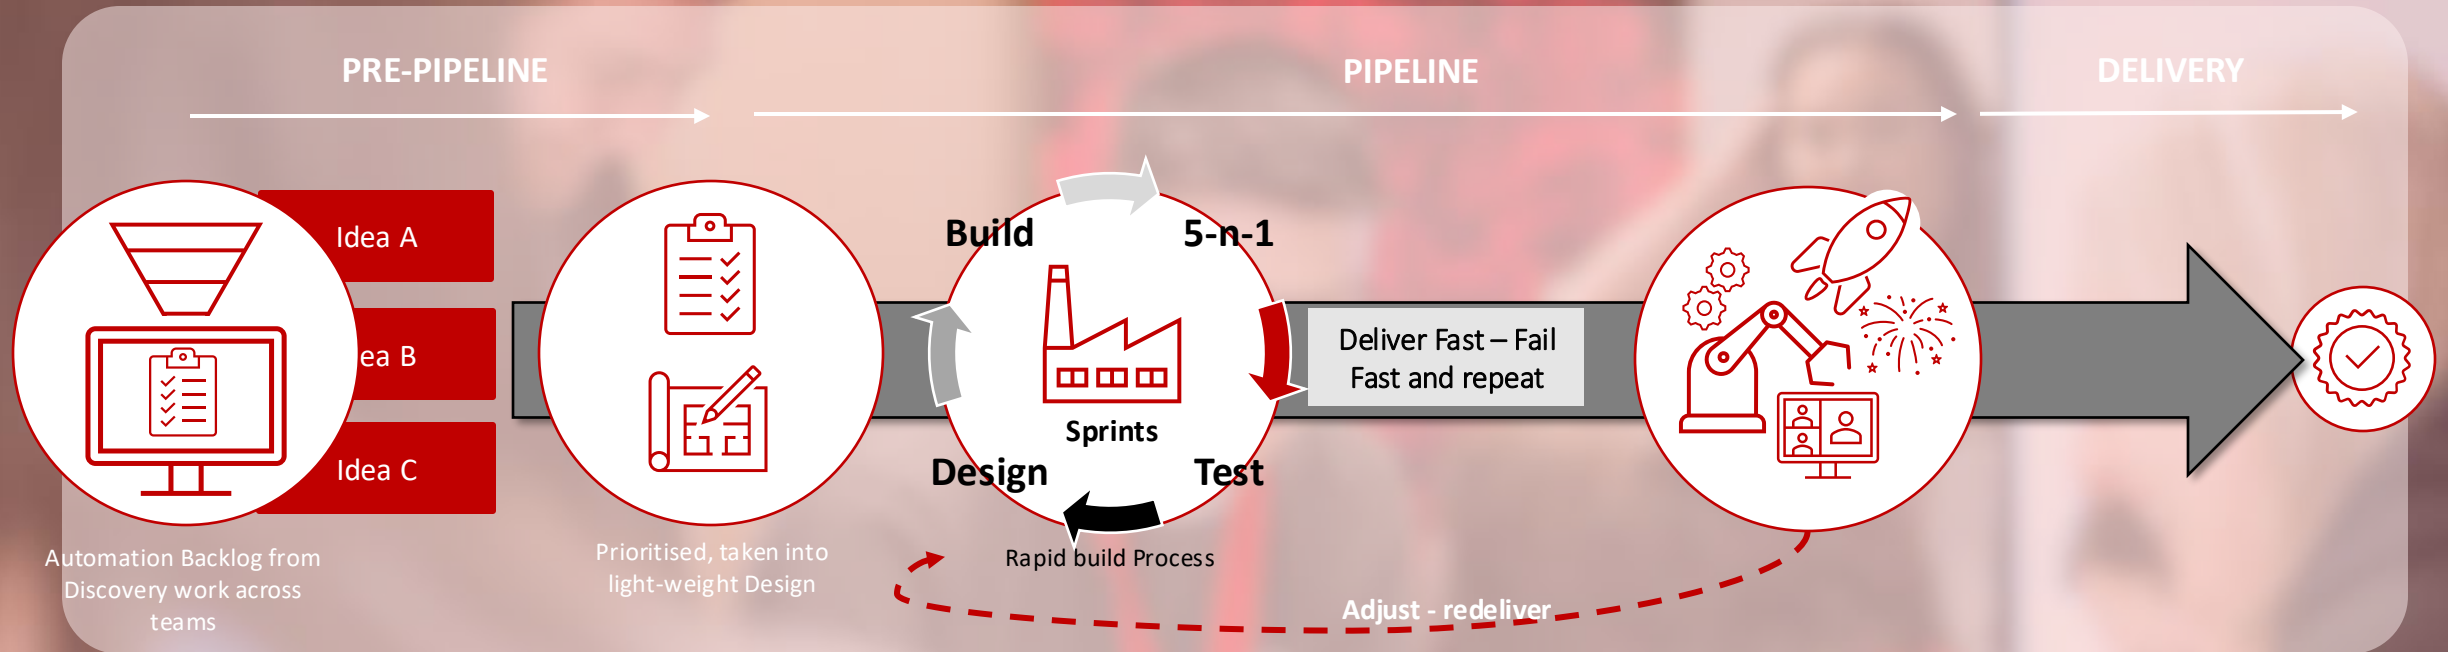 PRE-PIPELINE
PIPELINE
DELIVERY
Idea A
ea B
Idea C
Automation Backlog from
Discovery work across
teams
Prioritised, taken into
light-weight Design
Build
5-n-1
Sprints
Design
Test
Rapid build Process
Deliver Fast – Fail
Fast and repeat
Adjust - redeliver